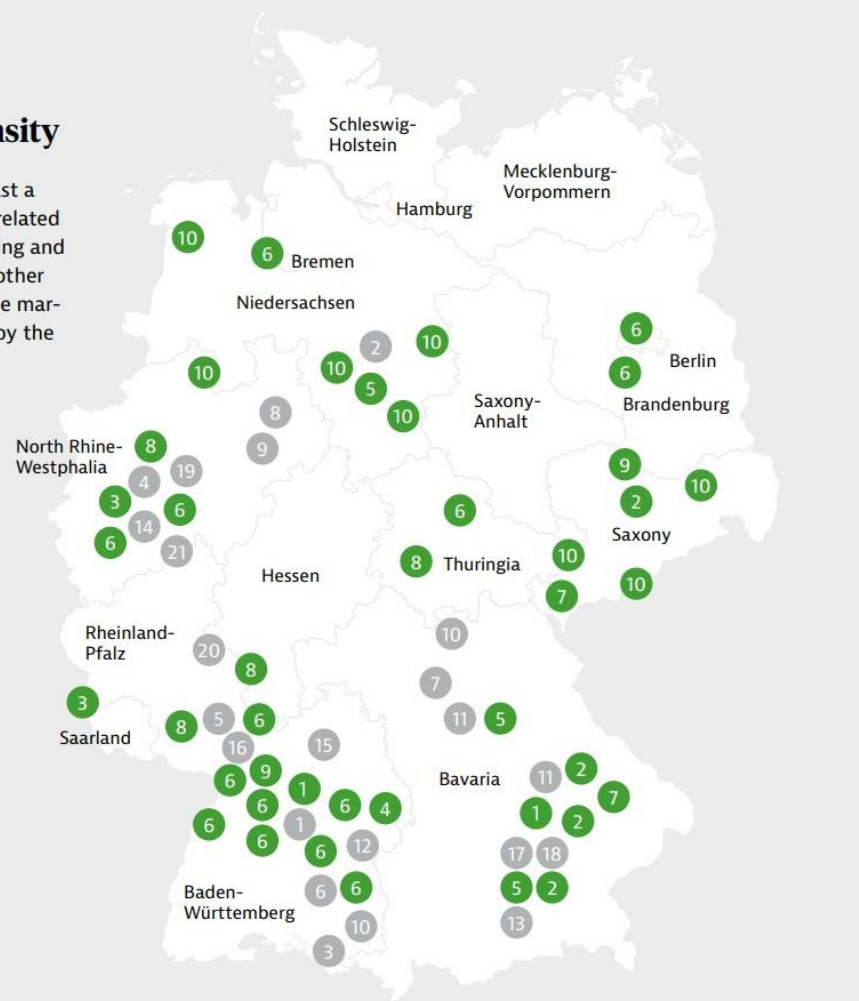 nsity
st a
related
ing and
other
e mar-
by the
Schleswig-
Holstein
Mecklenburg-
Vorpommern
Hamburg
10
6
Bremen
Niedersachsen
6
2
10
Berlin
10
10
6
5
Saxony-
Anhalt
Brandenburg
8
10
North Rhine-
Westphalia
8
9
9
19
4
10
3
6
6
2
14
Saxony
6
21
10
8
Thuringia
Hessen
10
7
Rheinland-
Pfalz
10
20
8
7
3
8
5
6
11
5
Saarland
16
15
6
9
Bavaria
11
2
1
7
6
6
4
1
2
6
1
6
6
12
17
18
6
6
5
2
Baden-
Württemberg
10
13
3